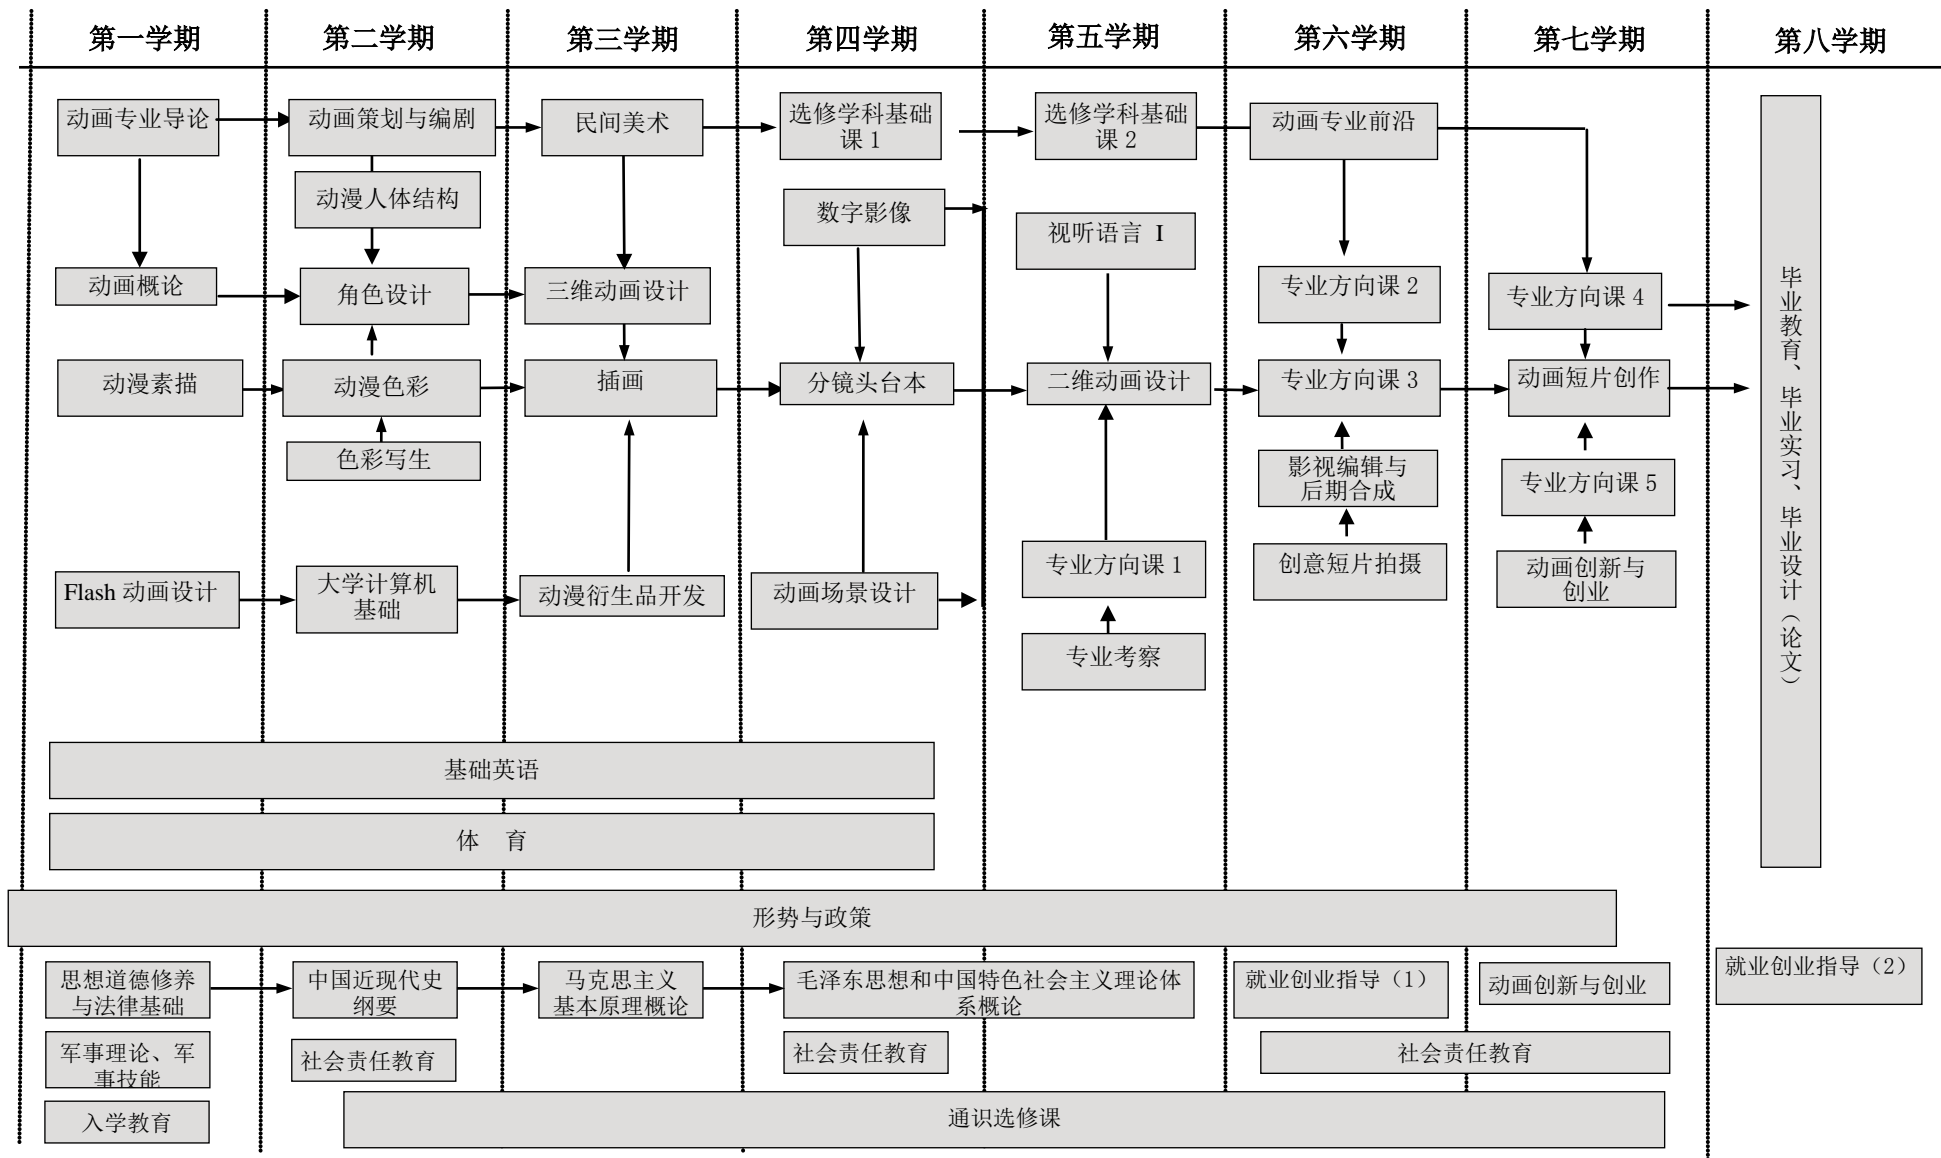 第一学期
第二学期
第三学期
第四学期
第五学期
第六学期
第七学期
第八学期
动画专业导论
动画策划与编剧
民间美术
选修学科基础
课 1
选修学科基础
课 2
动画专业前沿
动漫人体结构
数字影像
视听语言 I
动画概论
角色设计
三维动画设计
专业方向课 2
专业方向课 4
动漫素描
动漫色彩
插画
分镜头台本
二维动画设计
专业方向课 3
动画短片创作
色彩写生
影视编辑与
后期合成
专业方向课 5
Flash 动画设计
大学计算机
基础
动漫衍生品开发
动画场景设计
专业方向课 1
创意短片拍摄
动画创新与
创业
专业考察
毕业教育、毕业实习、毕业设计（论文）
基础英语
体 育
形势与政策
思想道德修养
与法律基础
中国近现代史
纲要
马克思主义
基本原理概论
毛泽东思想和中国特色社会主义理论体
系概论
就业创业指导（1）
动画创新与创业
就业创业指导（2）
军事理论、军
事技能
社会责任教育
社会责任教育
社会责任教育
入学教育
通识选修课